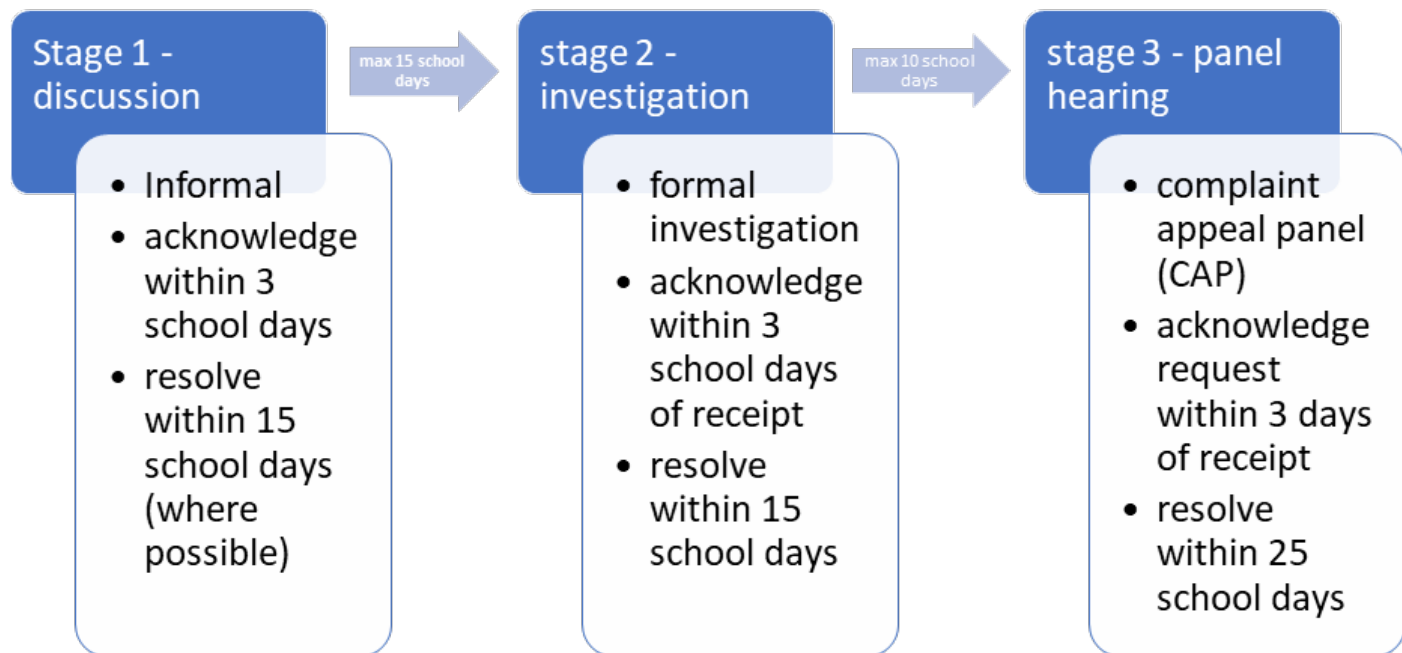 Stage 1 -
discussion
• Informal
• acknowledge
within 3
school days
• resolve
within 15
school days
(where
possible)
max 15 school
days
stage 2 -
investigation
• formal
investigation
• acknowledge
within 3
school days
of receipt
• resolve
within 15
school days
max 10 school
days
stage 3 - panel
hearing
• complaint
appeal panel
(CAP)
• acknowledge
request
within 3 days
of receipt
• resolve
within 25
school days